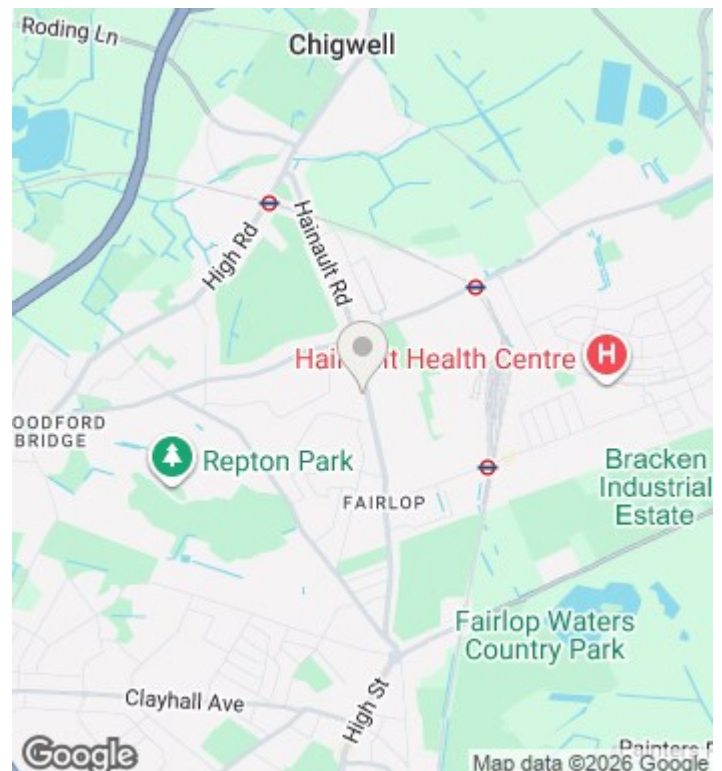 Roding Ln
Chigwell
High Rd
Hainault Rd
Health Centre
H
OODFORD
BRIDGE
Repton Park
FAIRLOP
Bracken
Industrial
Estate
Fairlop Waters
Country Park
Clayhall Ave
High St
Google
Map data ©2026 Google